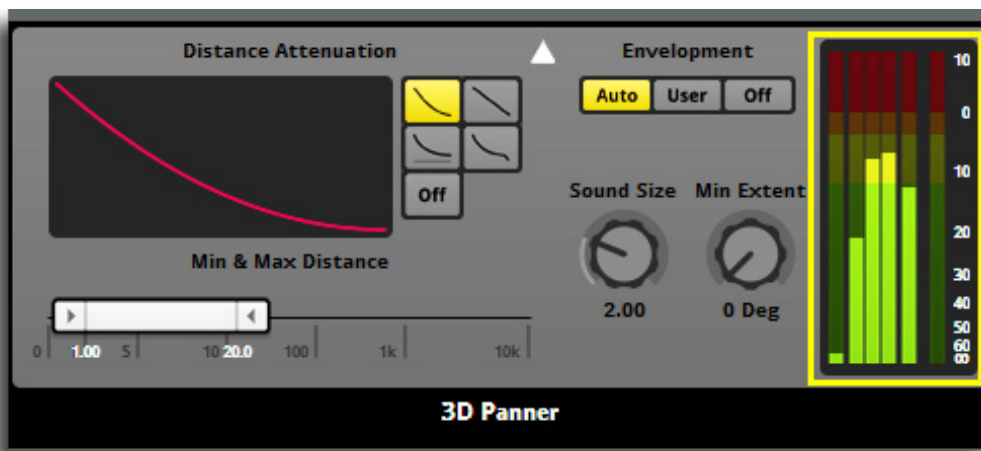 Distance Attenuation
Off
Min & Max Distance
0 1.00 5 10 20.0 100 1k 10k
Envelopment
Auto User Off
Sound Size Min Extent
2.00 0 Deg
10
0
10
20
30
40
50
60
∞
3D Panner